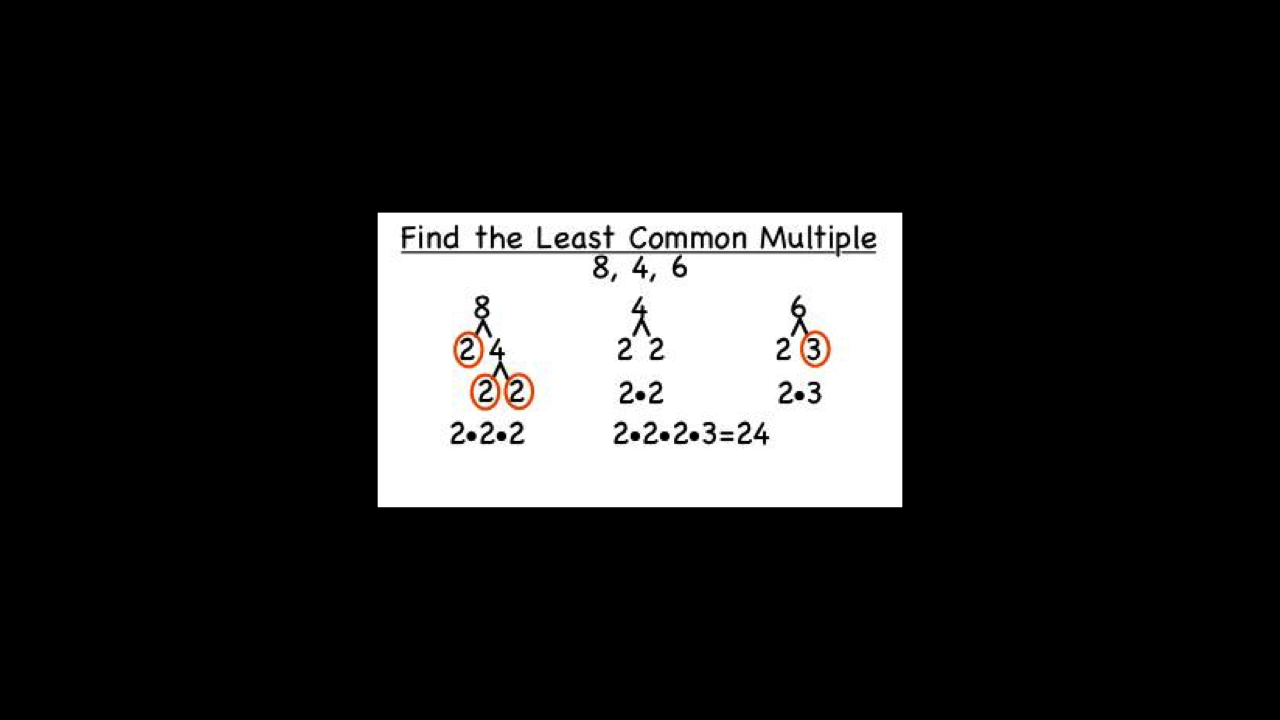 Find the Least Common Multiple
8, 4, 6
8 4 6
2 4 2 2 2 3
2 2 2•2 2•3
2•2•2 2•2•2•3=24